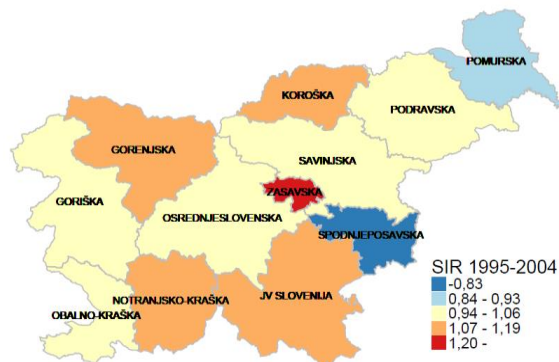 POMURSKA
KOROŠKA
PODRAVSKA
GORENJSKA
SAVINJSKA
ZASAVSKA
GORIŠKA
OSREDNJESLOVENSKA
SPODNJEPOSAVSKA
NOTRANJSKO-KRAŠKA
JV SLOVENIJA
OBALNO-KRAŠKA
SIR 1995-2004
-0,83
0,84 - 0,93
0,94 - 1,06
1,07 - 1,19
1,20 -